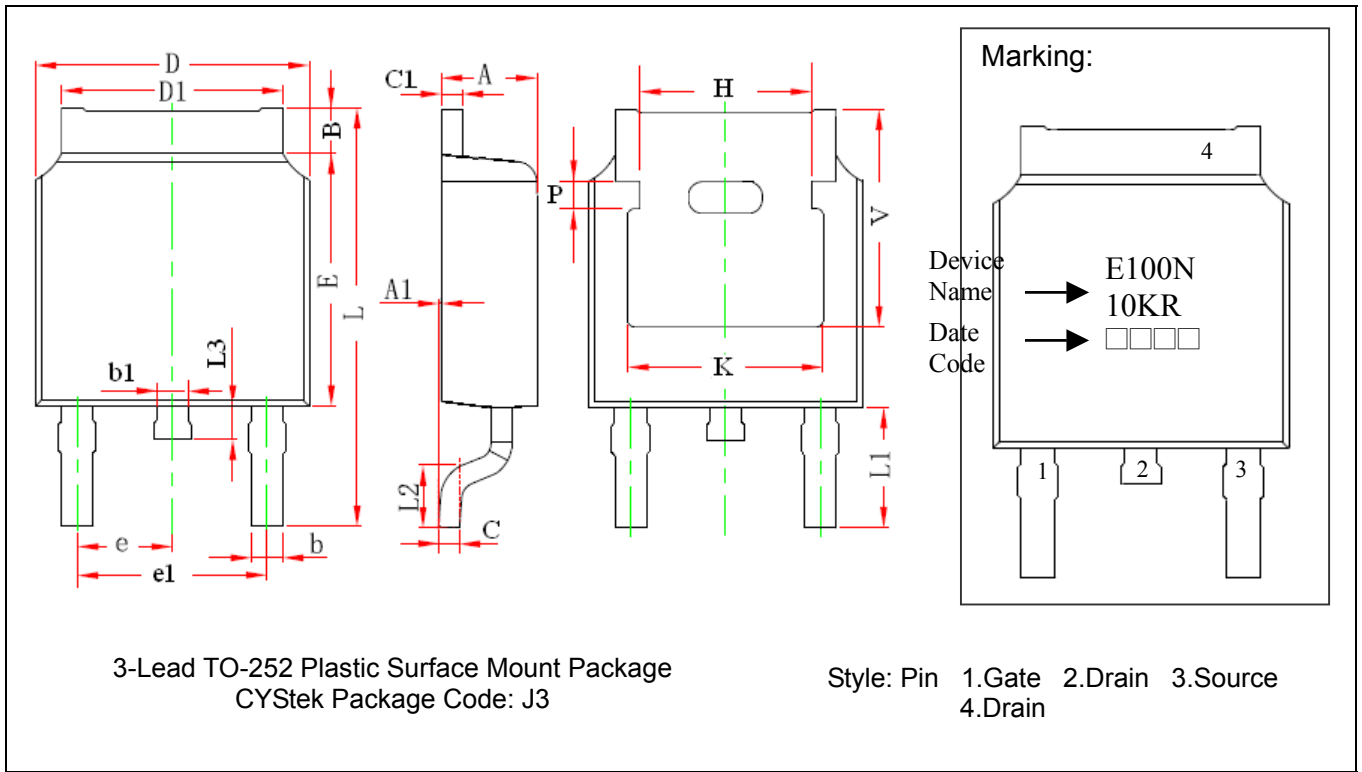 D
D1
B
E
L
L3
b1
e
e1
b
C1
A
A1
L2
C
H
P
V
K
L1
Marking:
4
Device
Name
E100N
10KR
Date
Code
□□□□
1
2
3
3-Lead TO-252 Plastic Surface Mount Package
CYStek Package Code: J3
Style: Pin 1.Gate 2.Drain 3.Source
4.Drain